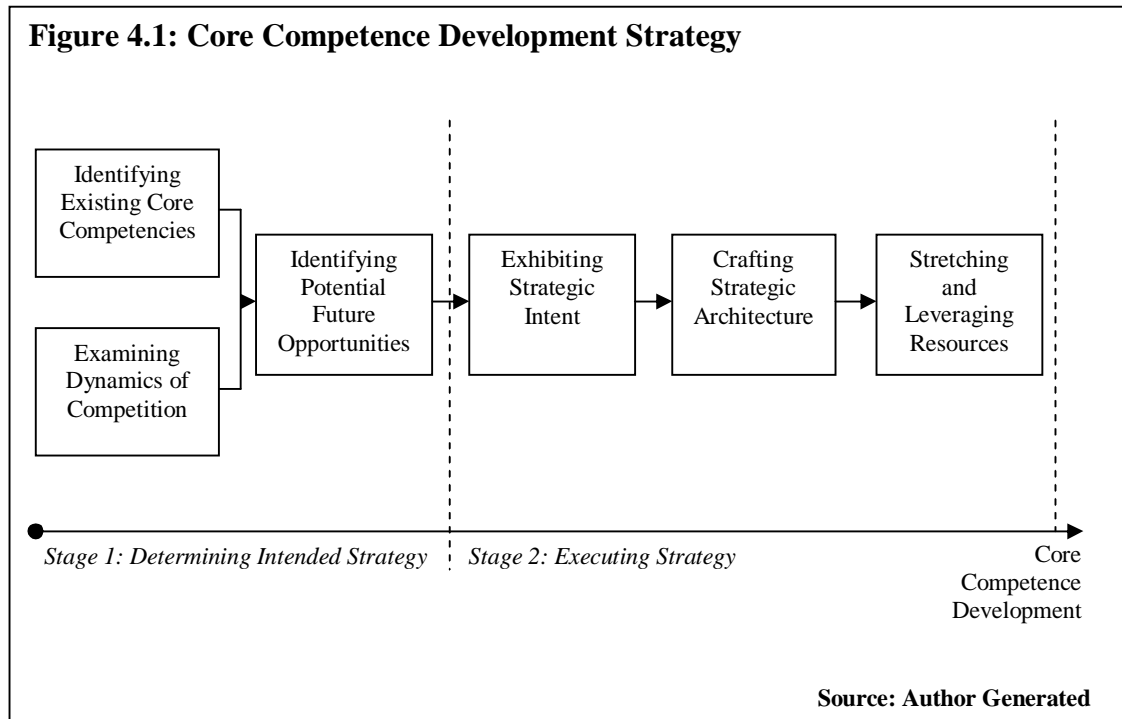 Figure 4.1: Core Competence Development Strategy
Identifying
Existing Core
Competencies
Examining
Dynamics of
Competition
Identifying
Potential
Future
Opportunities
Exhibiting
Strategic
Intent
Crafting
Strategic
Architecture
Stretching
and
Leveraging
Resources
Stage 1: Determining Intended Strategy
Stage 2: Executing Strategy
Core
Competence
Development
Source: Author Generated